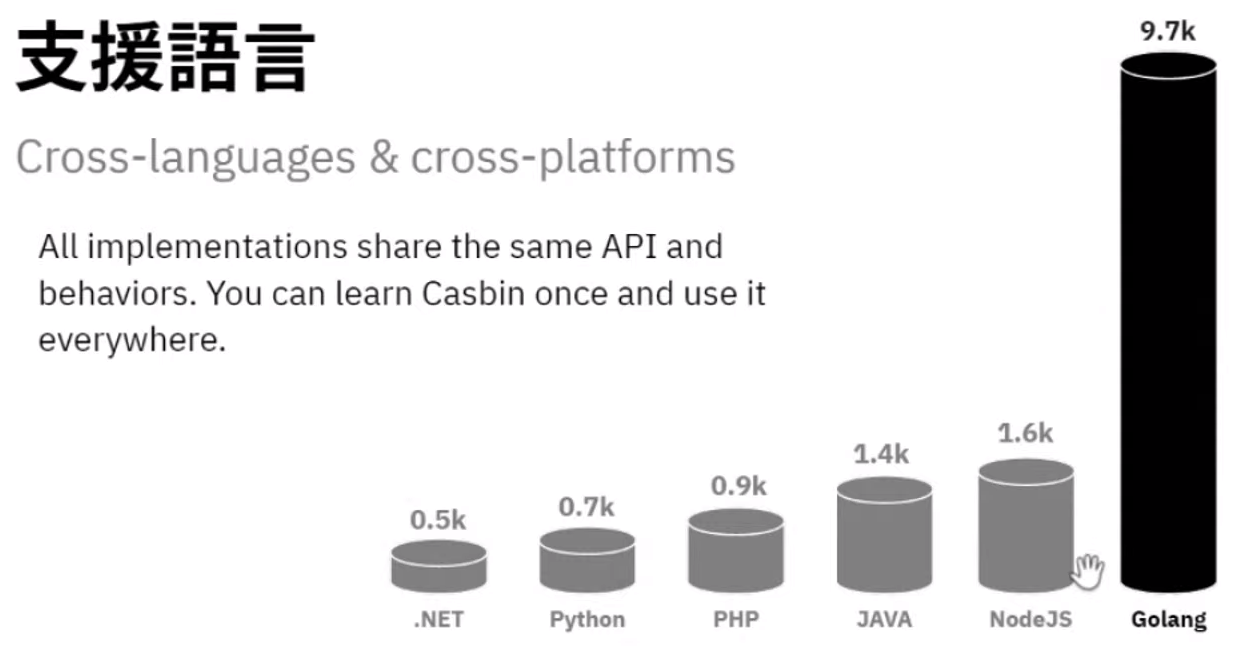 支援語言
Cross-languages & cross-platforms
All implementations share the same API and
behaviors. You can learn Casbin once and use it
everywhere.
9.7k
1.6k
1.4k
0.9k
0.7k
0.5k
.NET Python PHP JAVA NodeJS Golang